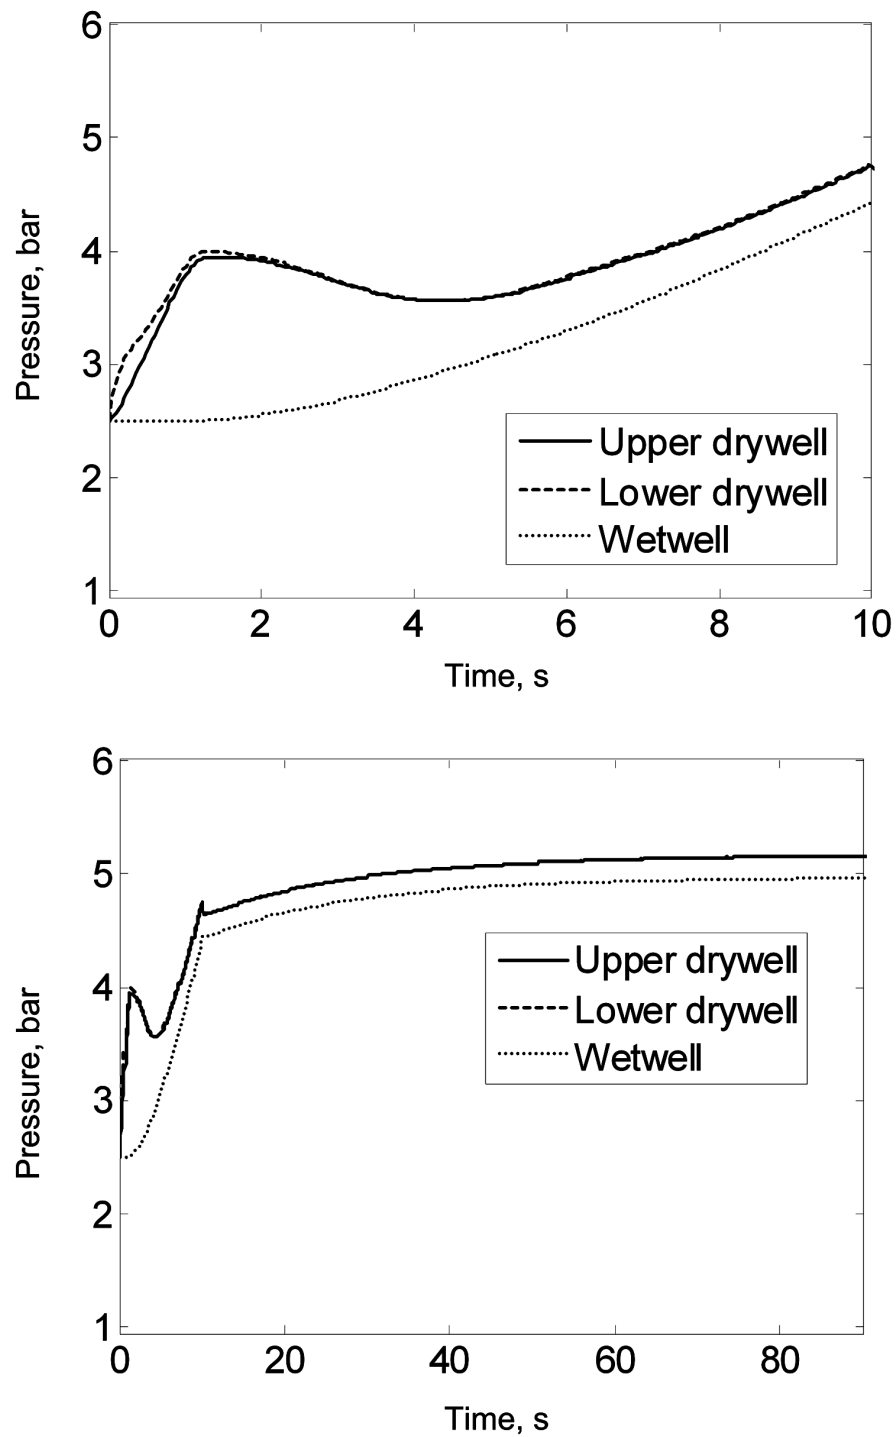 6
5
4
3
2
1
Pressure, bar
Upper drywell
Lower drywell
Wetwell
0 2 4 6 8 10
Time, s
6
5
4
3
2
1
Pressure, bar
Upper drywell
Lower drywell
Wetwell
0 20 40 60 80
Time, s